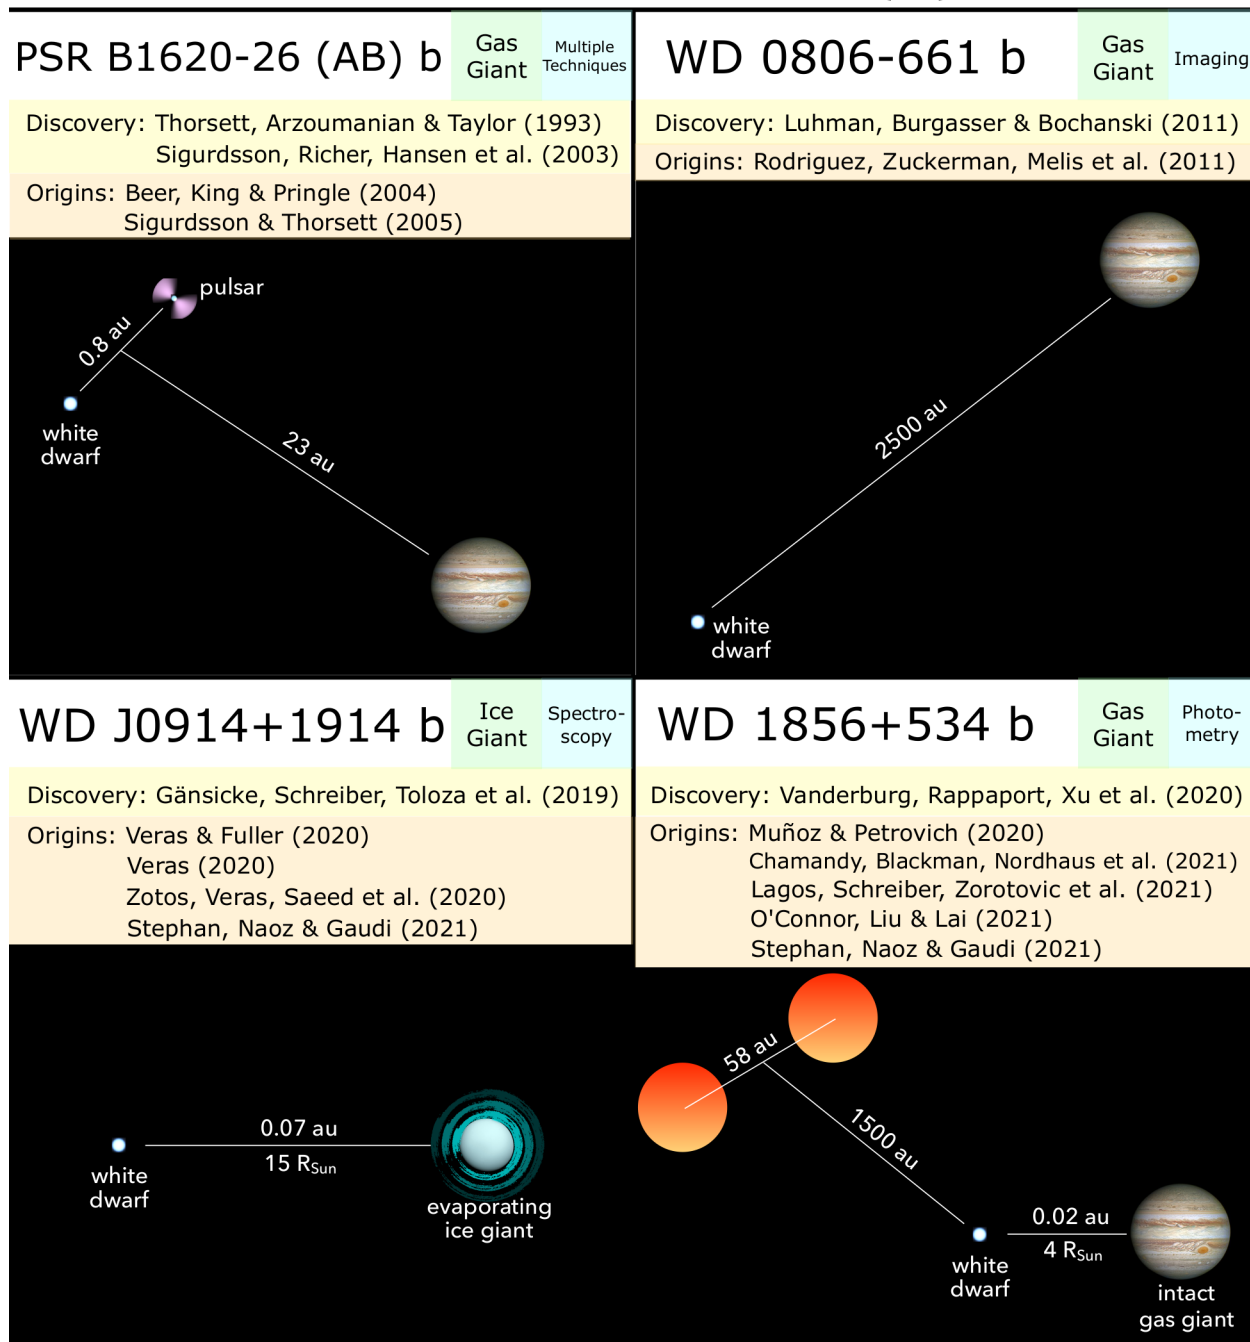 PSR B1620-26 (AB) b
Gas
Giant
Multiple
Techniques
Discovery: Thorsett, Arzoumanian & Taylor (1993)
Sigurdsson, Richer, Hansen et al. (2003)
Origins: Beer, King & Pringle (2004)
Sigurdsson & Thorsett (2005)
pulsar
0.8 au
white
dwarf
23 au
WD 0806-661 b
Gas
Giant
Imaging
Discovery: Luhman, Burgasser & Bochanski (2011)
Origins: Rodriguez, Zuckerman, Melis et al. (2011)
2500 au
white
dwarf
WD J0914+1914 b
Ice
Giant
Spectro-
scopy
Discovery: Gänsicke, Schreiber, Toloza et al. (2019)
Origins: Veras & Fuller (2020)
Veras (2020)
Zotos, Veras, Saeed et al. (2020)
Stephan, Naoz & Gaudi (2021)
0.07 au
15 RSun
white
dwarf
evaporating
ice giant
WD 1856+534 b
Gas
Giant
Photo-
metry
Discovery: Vanderburg, Rappaport, Xu et al. (2020)
Origins: Muñoz & Petrovich (2020)
Chamandy, Blackman, Nordhaus et al. (2021)
Lagos, Schreiber, Zorotovic et al. (2021)
O'Connor, Liu & Lai (2021)
Stephan, Naoz & Gaudi (2021)
58 au
1500 au
0.02 au
4 RSun
white
dwarf
intact
gas giant